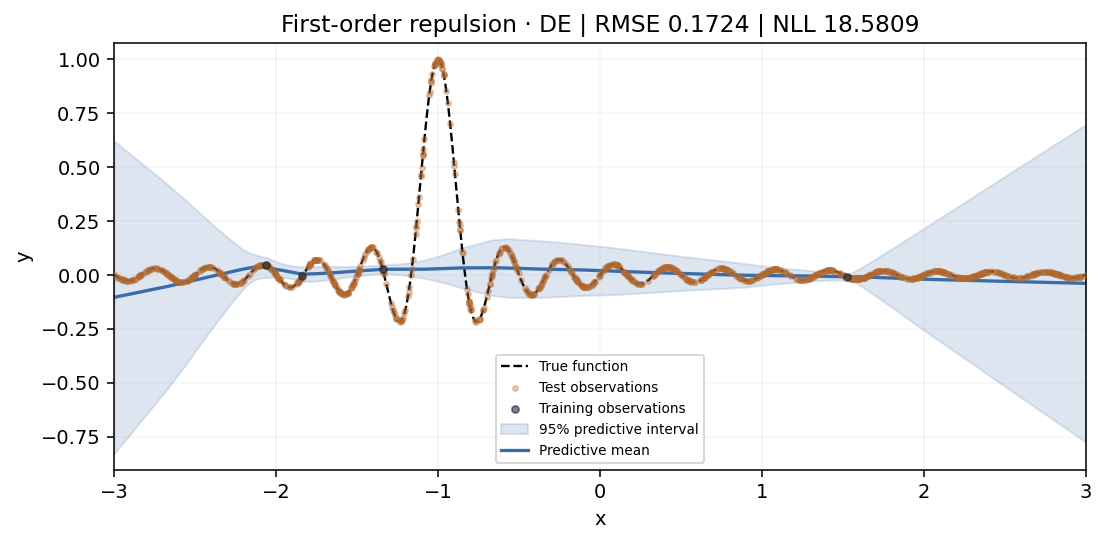 First-order repulsion · DE | RMSE 0.1724 | NLL 18.5809
1.00
0.75
0.50
0.25
0.00
−0.25
−0.50
−0.75
y
True function
Test observations
Training observations
95% predictive interval
Predictive mean
−3
−2
−1
0
1
2
3
x